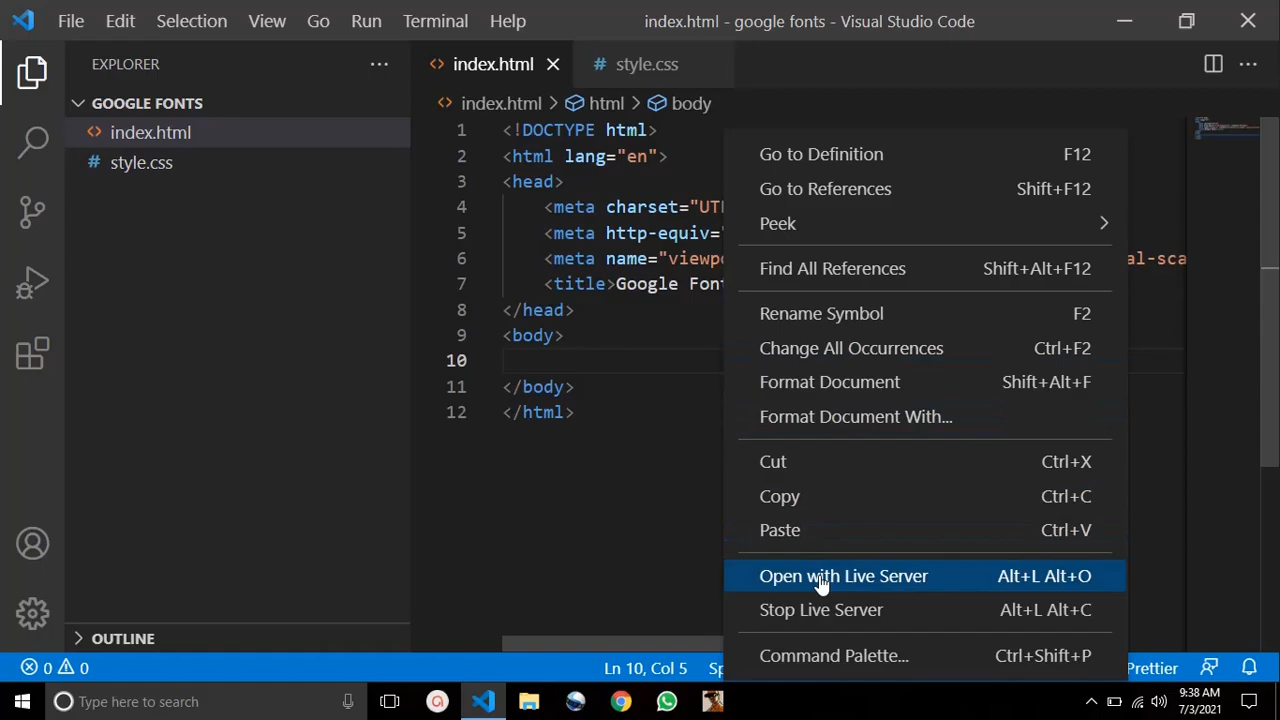 File Edit Selection View Go Run Terminal Help index.html - google fonts - Visual Studio Code
EXPLORER
GOOGLE FONTS
index.html
# style.css
OUTLINE
index.html
# style.css
index.html > html > body
1 <!DOCTYPE html>
2 <html lang="en">
3 <head>
4 <meta charset="UT
5 <meta http-equiv="
6 <meta name="viewpo al-sca
7 <title>Google Fon
8 </head>
9 <body>
10
11 </body>
12 </html>
Go to Definition F12
Go to References Shift+F12
Peek
Find All References Shift+Alt+F12
Rename Symbol F2
Change All Occurrences Ctrl+F2
Format Document Shift+Alt+F
Format Document With...
Cut Ctrl+X
Copy Ctrl+C
Paste Ctrl+V
Open with Live Server Alt+L Alt+O
Stop Live Server Alt+L Alt+C
Command Palette... Ctrl+Shift+P
0 0 Ln 10, Col 5 Sp Prettier
Type here to search
9:38 AM
7/3/2021